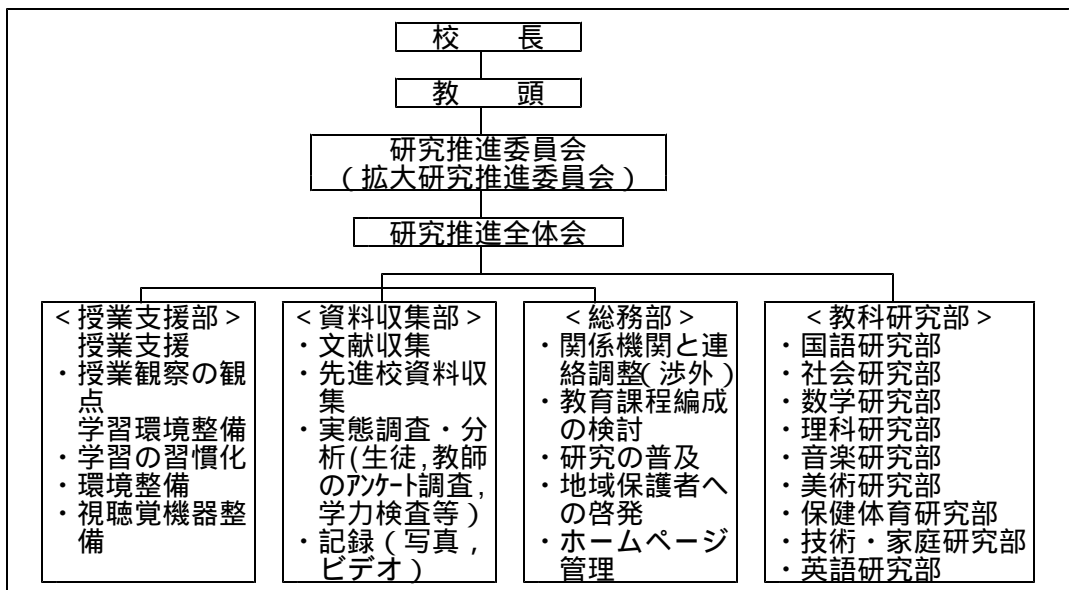 校　　長
教　　頭
研究推進委員会
（拡大研究推進委員会）
研究推進全体会
＜授業支援部＞
授業支援
・授業観察の観
点
学習環境整備
・学習の習慣化
・環境整備
・視聴覚機器整
備
＜資料収集部＞
・文献収集
・先進校資料収
集
・実態調査・分
析(生徒,教師
のｱﾝｹｰﾄ調査,
学力検査等）
・記録（写真，
ビデオ）
＜総務部＞
・関係機関と連
絡調整(渉外）
・教育課程編成
の検討
・研究の普及
・地域保護者へ
の啓発
・ホームページ
管理
＜教科研究部＞
・国語研究部
・社会研究部
・数学研究部
・理科研究部
・音楽研究部
・美術研究部
・保健体育研究部
・技術・家庭研究部
・英語研究部